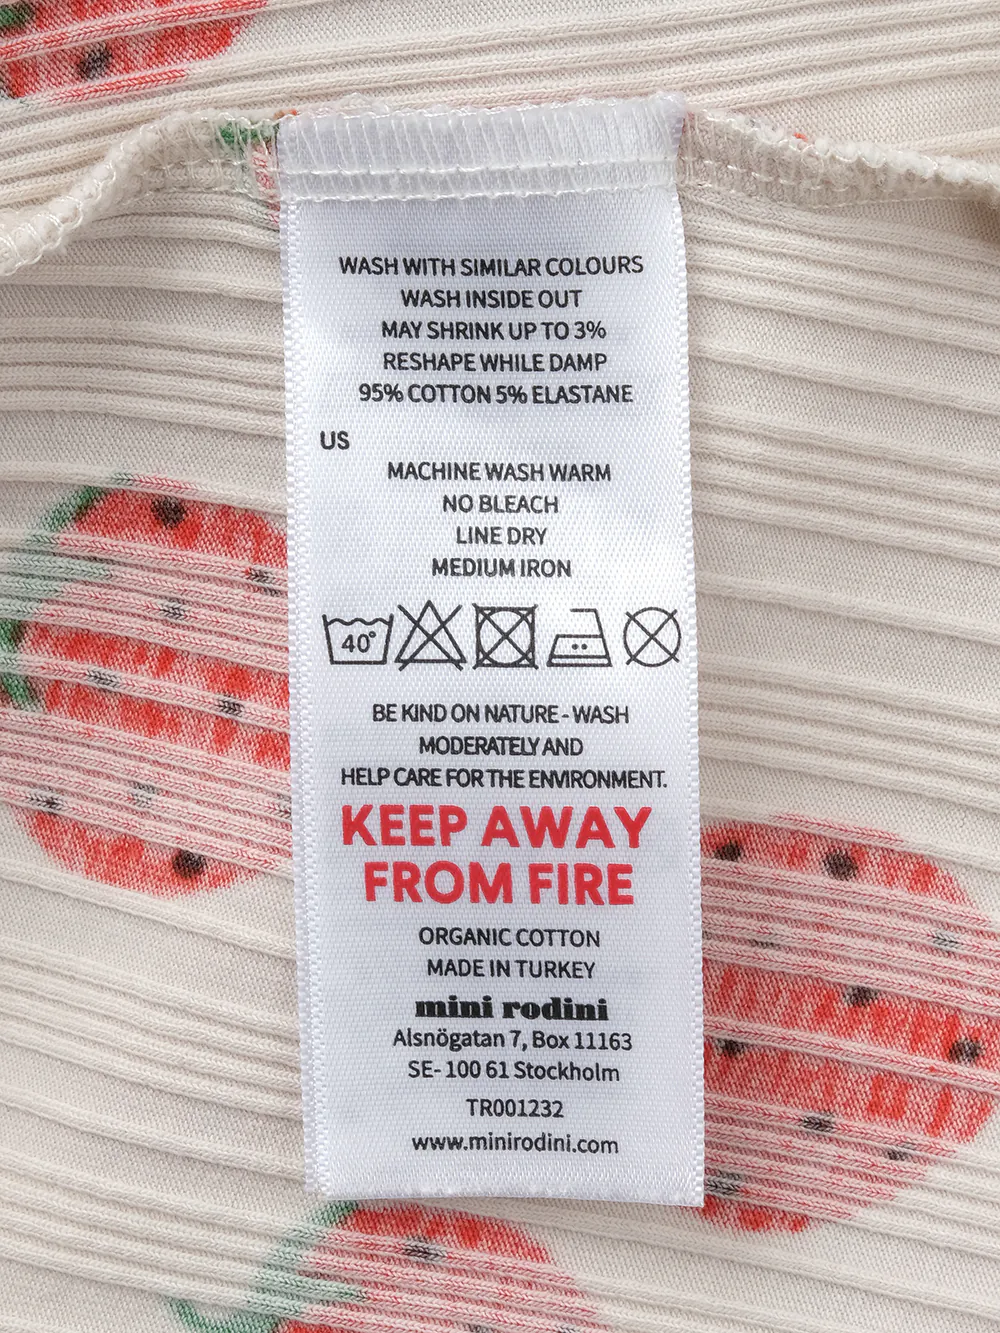 WASH WITH SIMILAR COLOURS
WASH INSIDE OUT
MAY SHRINK UP TO 3%
RESHAPE WHILE DAMP
95% COTTON 5% ELASTANE
US
MACHINE WASH WARM
NO BLEACH
LINE DRY
MEDIUM IRON
40°
BE KIND ON NATURE - WASH
MODERATELY AND
HELP CARE FOR THE ENVIRONMENT.
KEEP AWAY
FROM FIRE
ORGANIC COTTON
MADE IN TURKEY
mini rodini
Alsnögatan 7, Box 11163
SE- 100 61 Stockholm
TR001232
www.minirodini.com